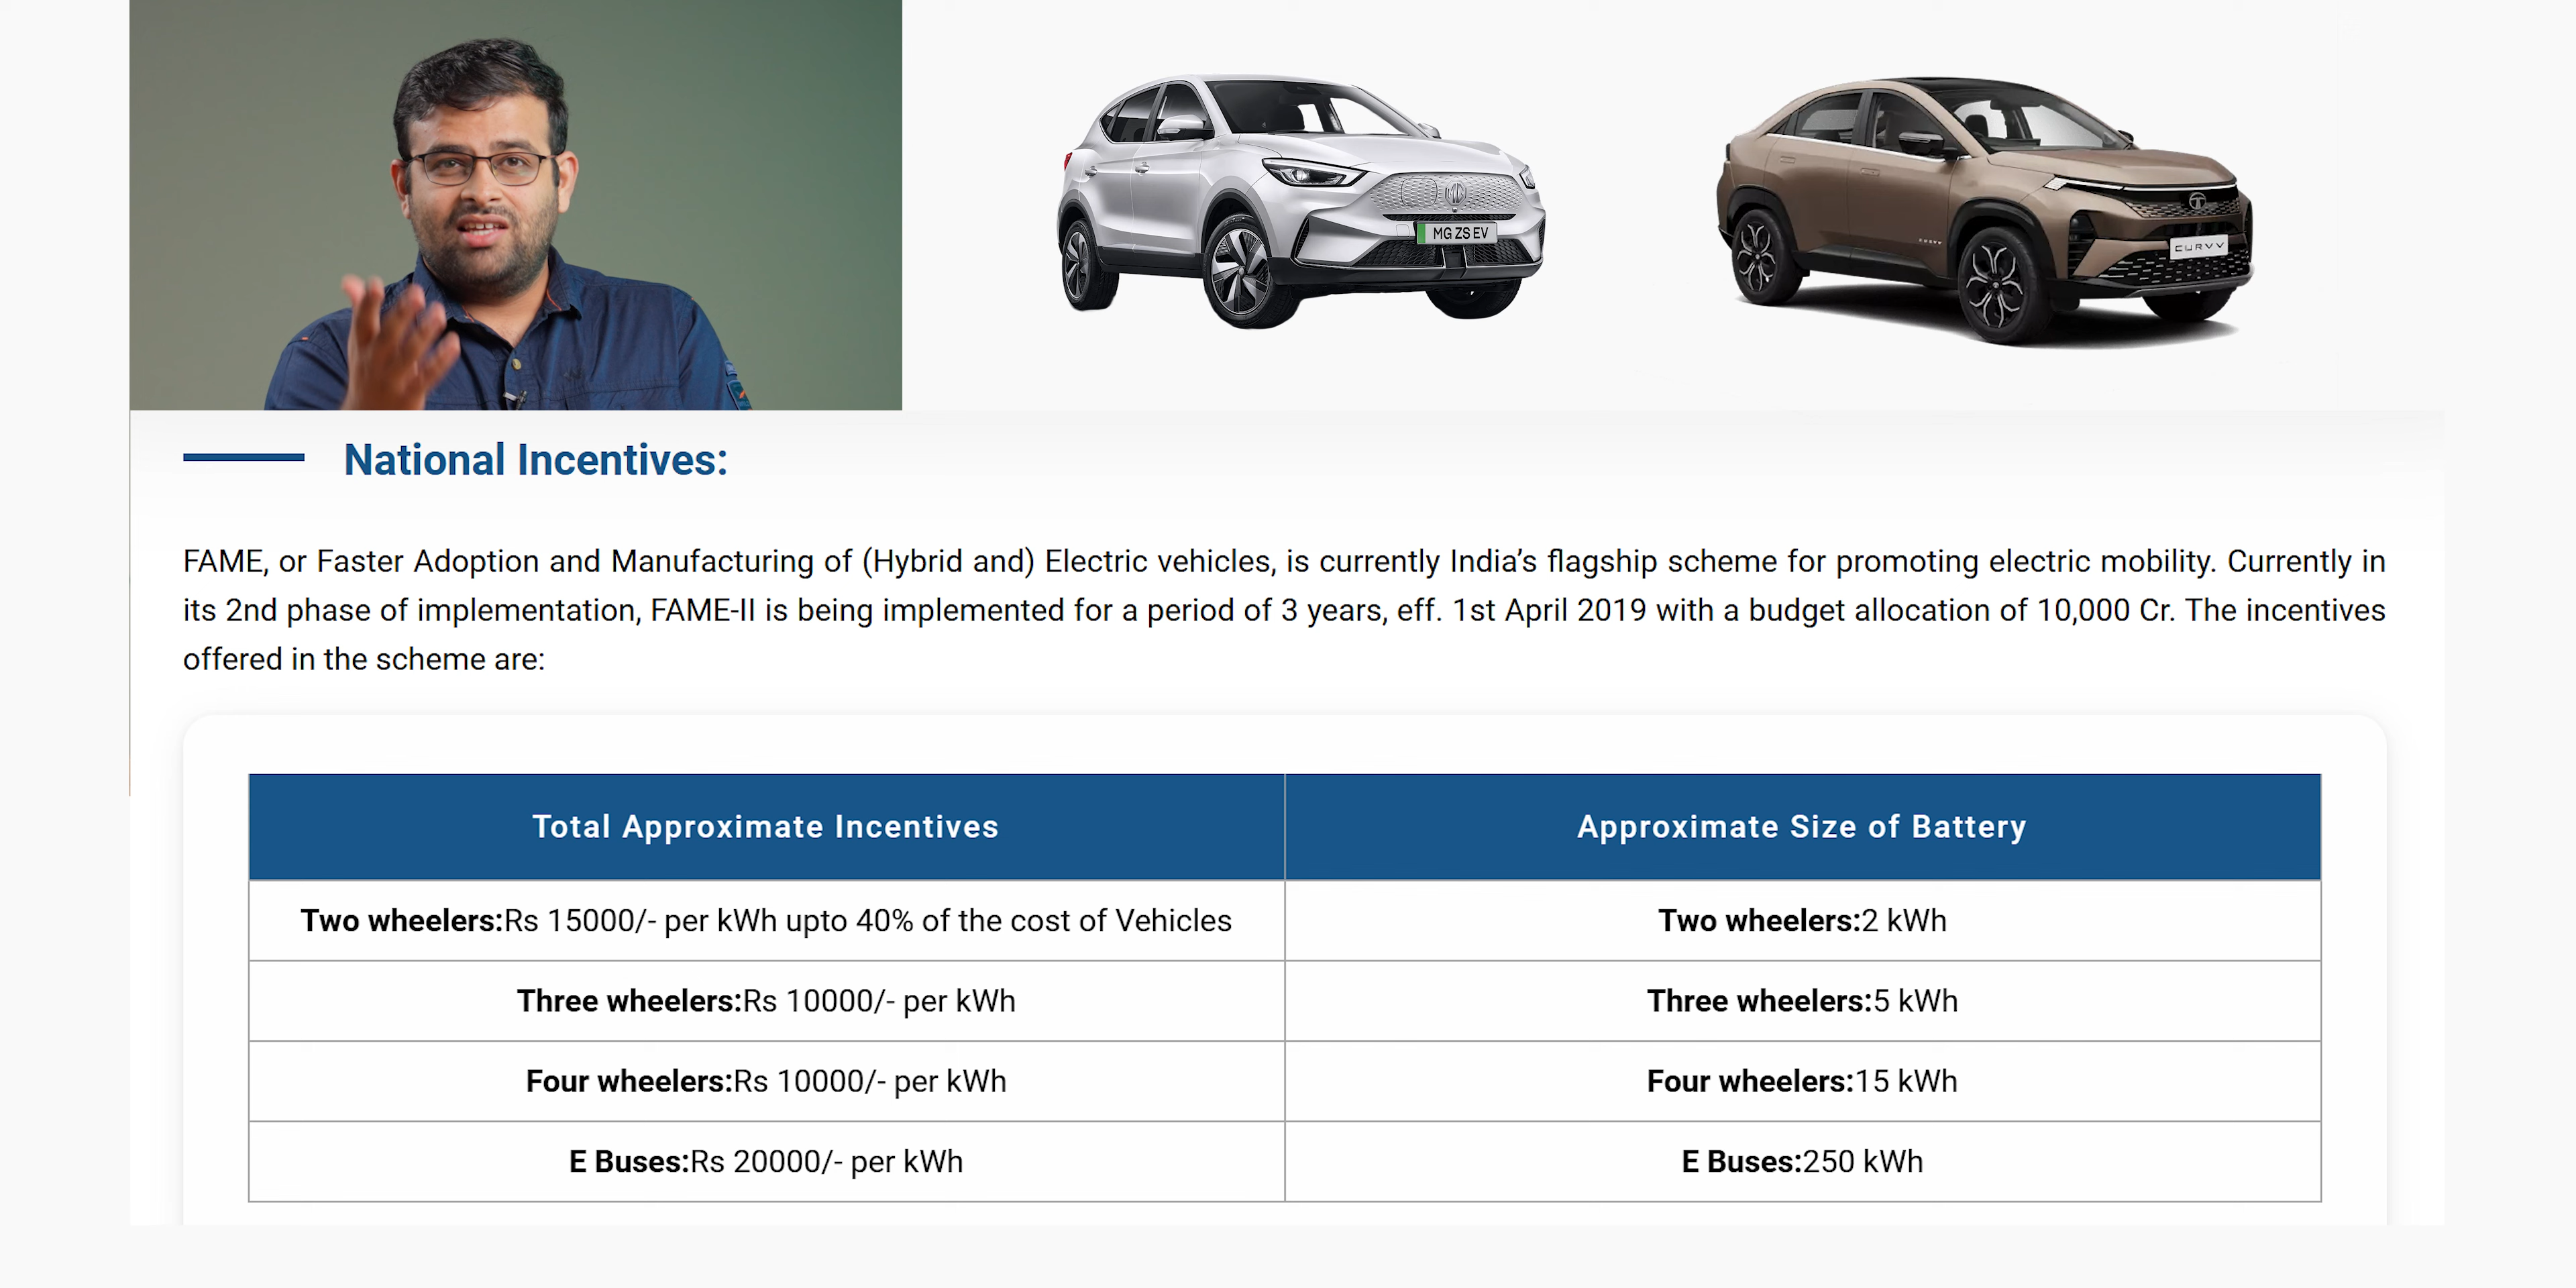 MG ZS EV
CURVV
National Incentives:
FAME, or Faster Adoption and Manufacturing of (Hybrid and) Electric vehicles, is currently India’s flagship scheme for promoting electric mobility. Currently in
its 2nd phase of implementation, FAME-II is being implemented for a period of 3 years, eff. 1st April 2019 with a budget allocation of 10,000 Cr. The incentives
offered in the scheme are:
Total Approximate Incentives
Approximate Size of Battery
Two wheelers:Rs 15000/- per kWh upto 40% of the cost of Vehicles
Two wheelers:2 kWh
Three wheelers:Rs 10000/- per kWh
Three wheelers:5 kWh
Four wheelers:Rs 10000/- per kWh
Four wheelers:15 kWh
E Buses:Rs 20000/- per kWh
E Buses:250 kWh